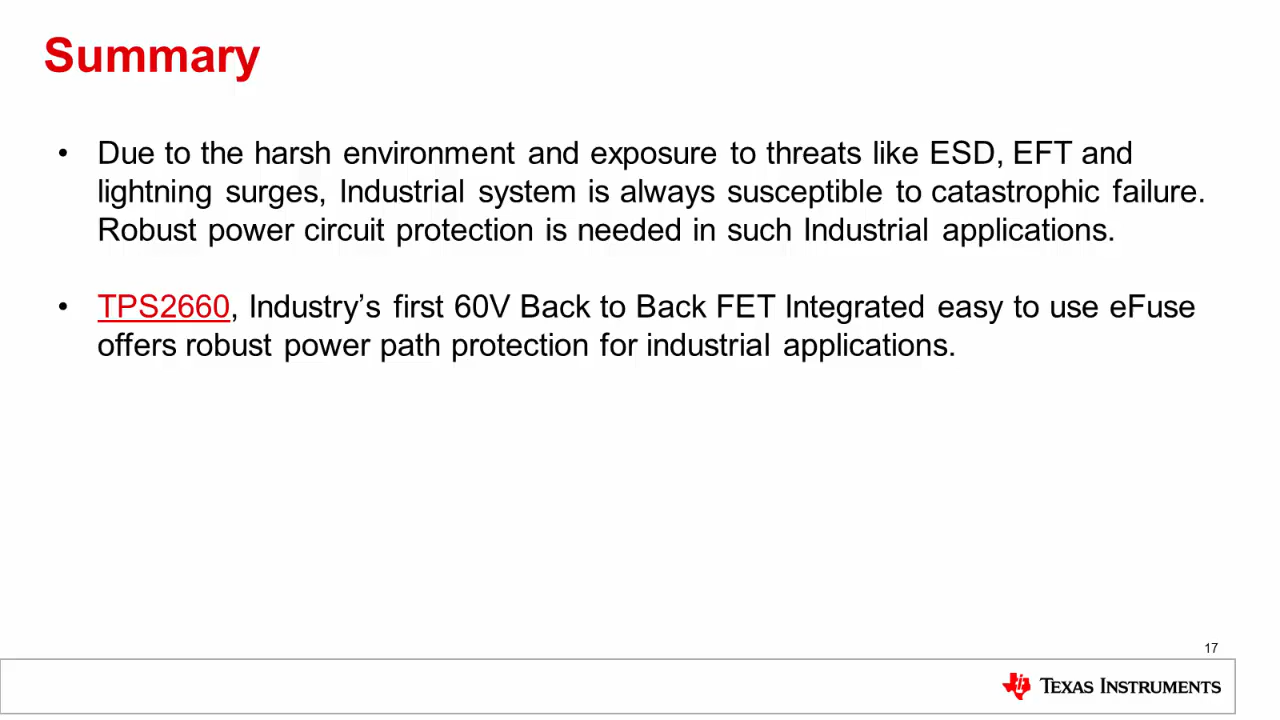 Summary
• Due to the harsh environment and exposure to threats like ESD, EFT and
lightning surges, Industrial system is always susceptible to catastrophic failure.
Robust power circuit protection is needed in such Industrial applications.
• TPS2660, Industry’s first 60V Back to Back FET Integrated easy to use eFuse
offers robust power path protection for industrial applications.
17
TEXAS INSTRUMENTS